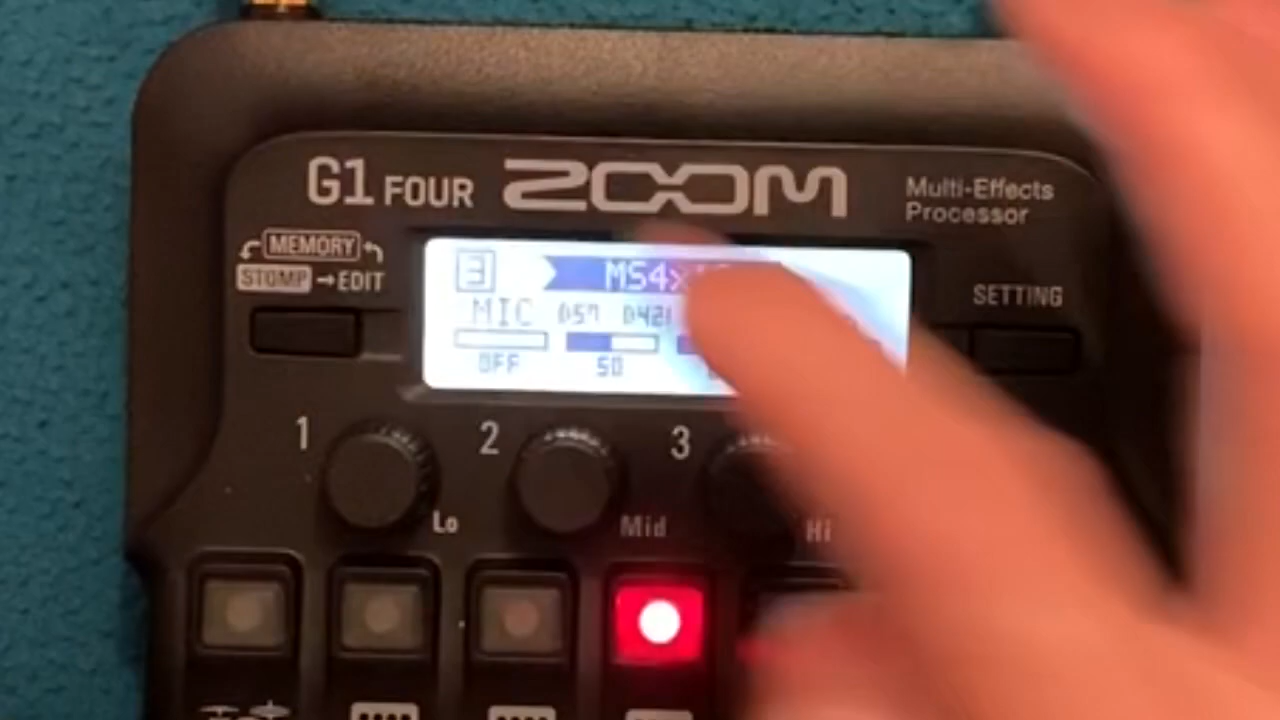 G1 FOUR ZOOM
Multi-Effects
Processor
MEMORY
STOMP → EDIT
SETTING
3
MIC D57 D421
OFF 50
1 2 3
Lo Mid Hi